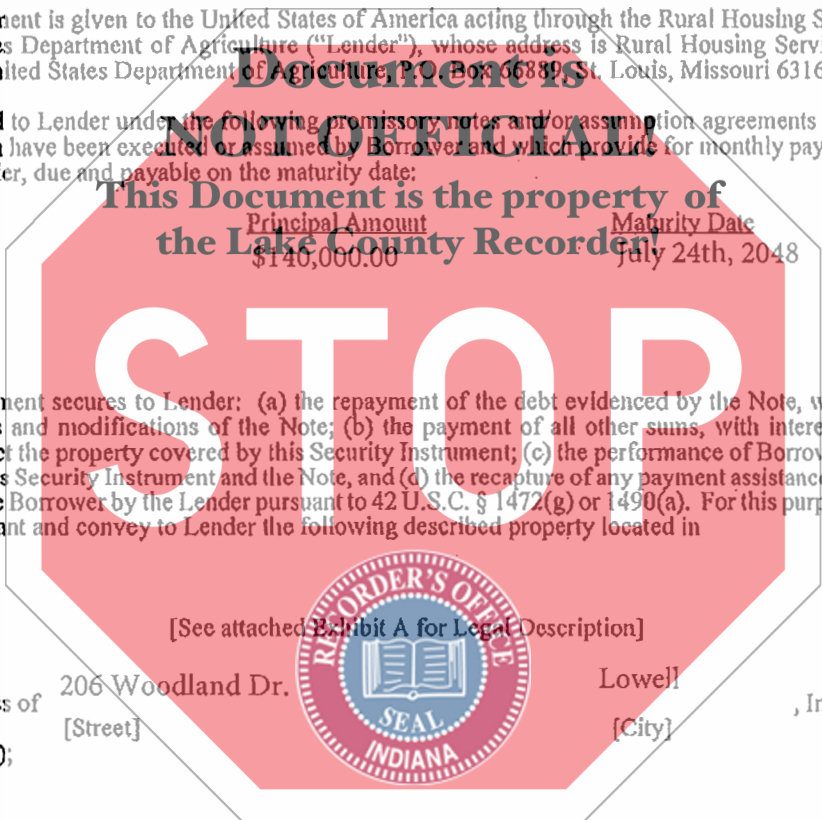 nent is given to the United States of America acting through the Rural Housing S
s Department of Agriculture ("Lender"), whose address is Rural Housing Servi
ited States Department of Agriculture, P.O. Box 66889, St. Louis, Missouri 6316
Document is
to Lender under the following promissory notes and/or assumption agreements
NOT OFFICIAL!
have been executed or assumed by Borrower and which provide for monthly pay
er, due and payable on the maturity date:
This Document is the property of
the Lake County Recorder!
Principal Amount Maturity Date
$140,000.00 July 24th, 2048
STOP
ment secures to Lender: (a) the repayment of the debt evidenced by the Note, w
s and modifications of the Note; (b) the payment of all other sums, with intere
t the property covered by this Security Instrument; (c) the performance of Borrow
s Security Instrument and the Note, and (d) the recapture of any payment assistance
e Borrower by the Lender pursuant to 42 U.S.C. § 1472(g) or 1490(a). For this purp
ant and convey to Lender the following described property located in
[See attached Exhibit A for Legal Description]
RECORDER'S OFFICE
SEAL
INDIANA
ss of 206 Woodland Dr. Lowell , In
[Street] [City]
);